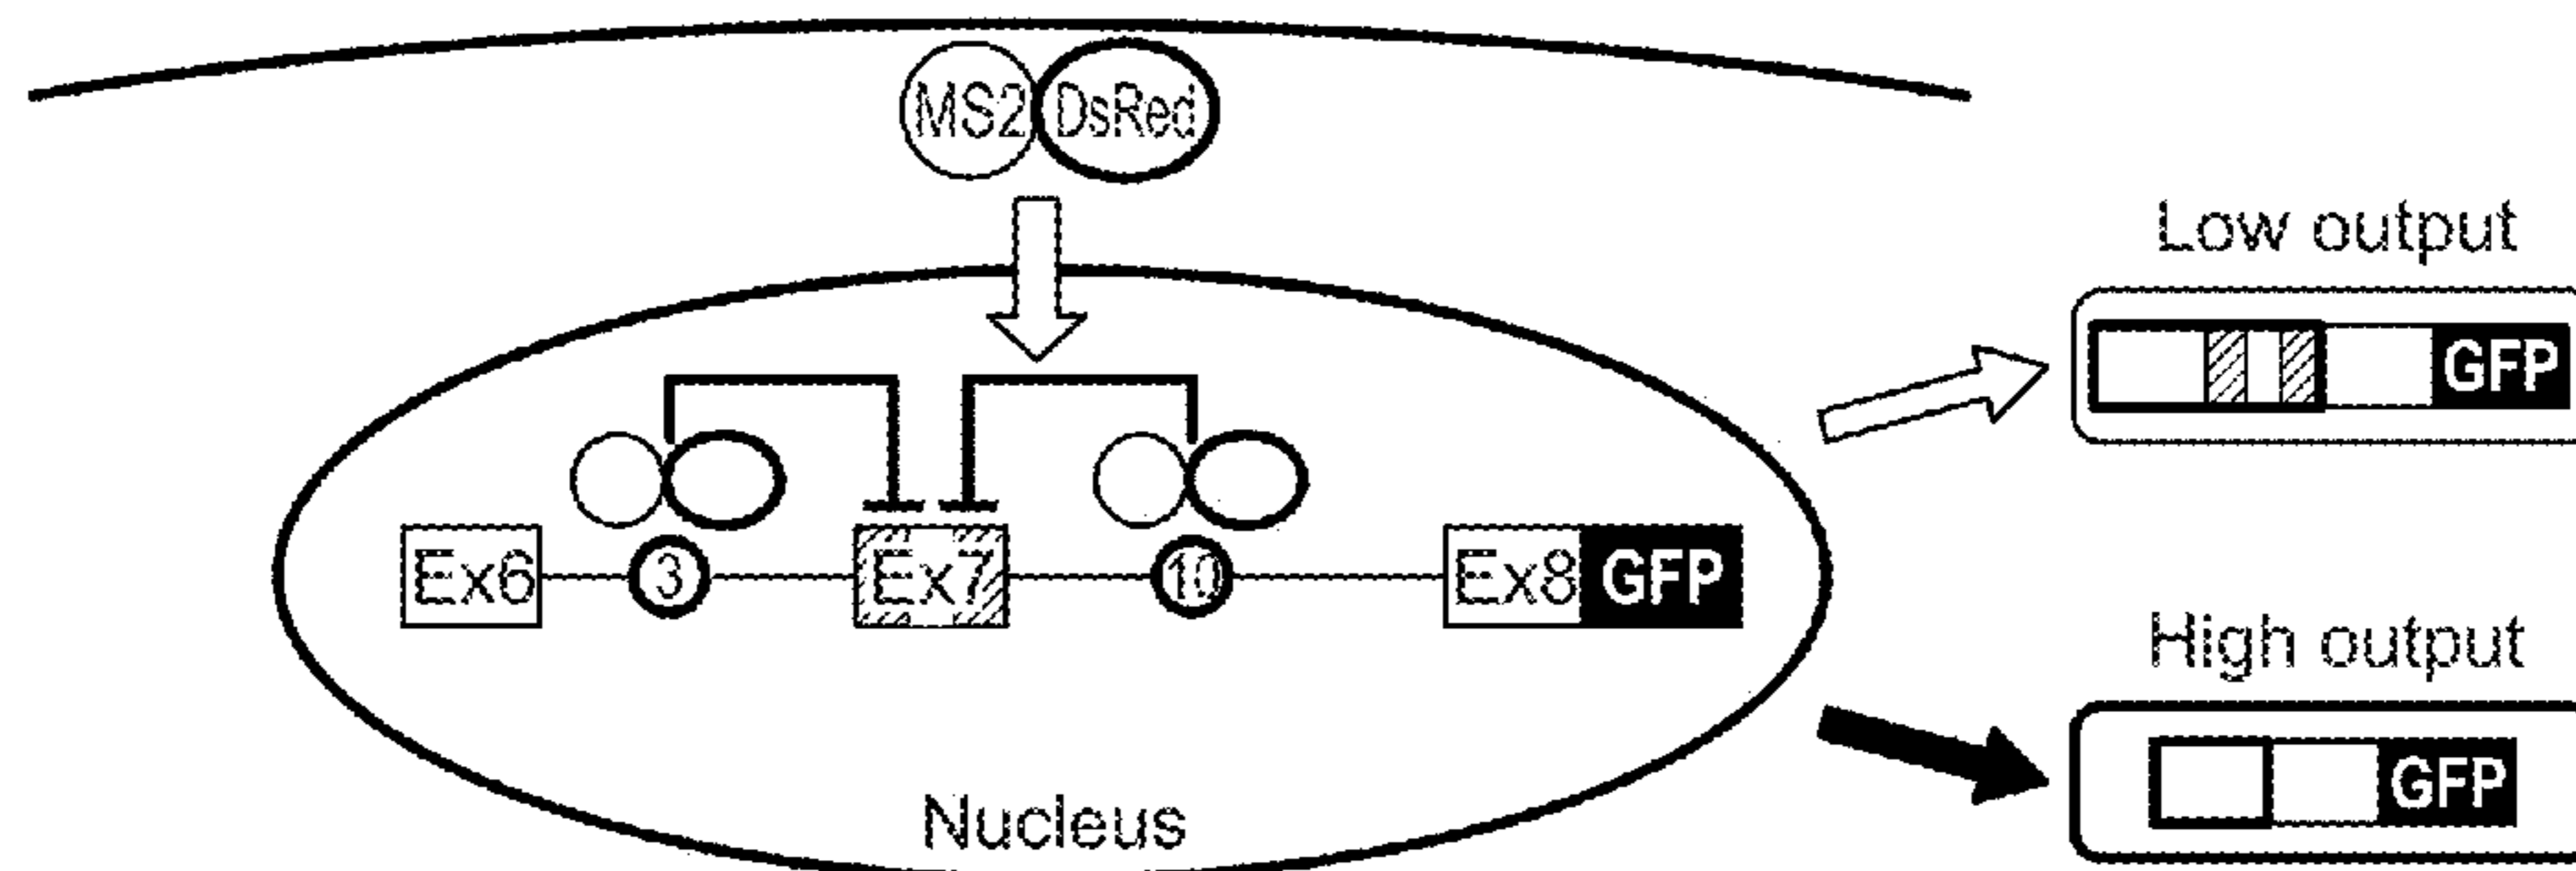 MS2 DsRed
Low output
GFP
Ex6 3 Ex7 10 Ex8 GFP
High output
GFP
Nucleus